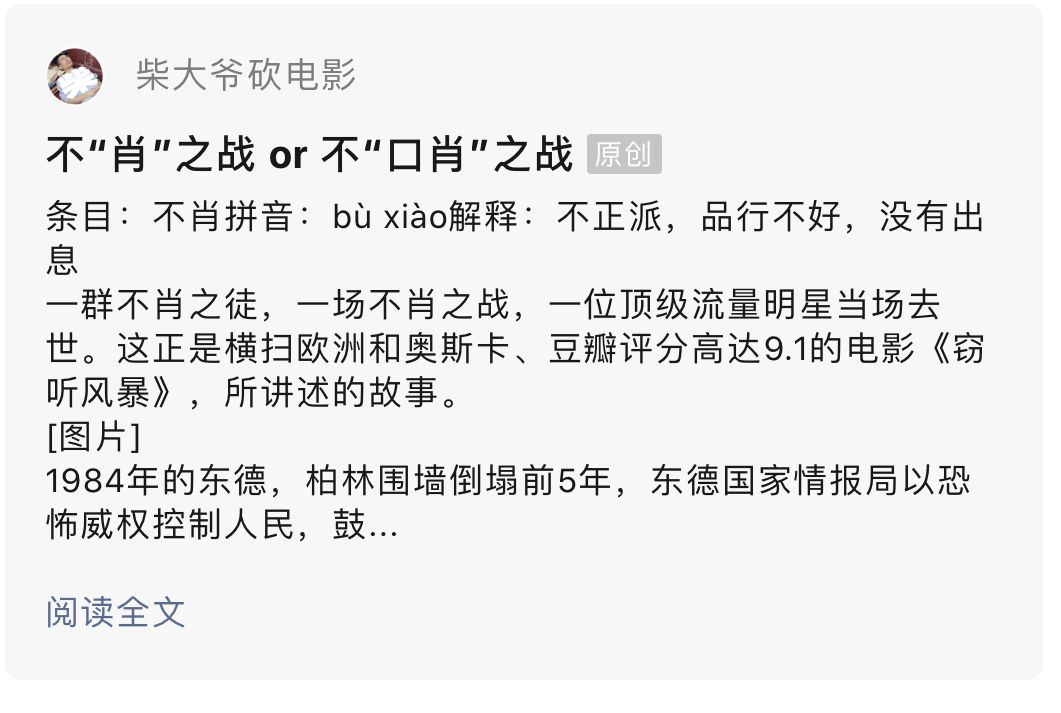 柴大爷砍电影
不“肖”之战 or 不“口肖”之战 原创
条目：不肖拼音：bù xiào解释：不正派，品行不好，没有出
息
一群不肖之徒，一场不肖之战，一位顶级流量明星当场去
世。这正是横扫欧洲和奥斯卡、豆瓣评分高达9.1的电影《窃
听风暴》，所讲述的故事。
[图片]
1984年的东德，柏林围墙倒塌前5年，东德国家情报局以恐
怖威权控制人民，鼓...
阅读全文